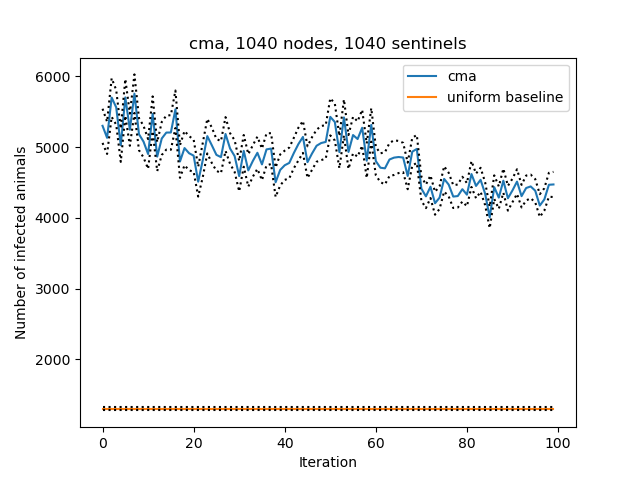 cma, 1040 nodes, 1040 sentinels
cma
uniform baseline
Number of infected animals
6000
5000
4000
3000
2000
0
20
40
60
80
100
Iteration